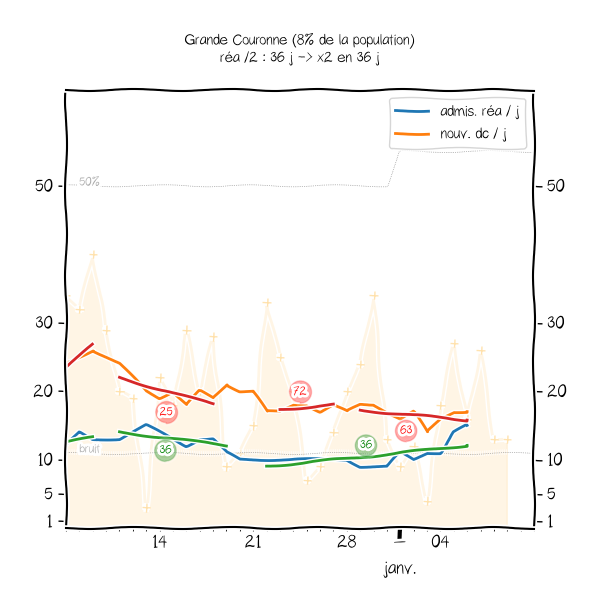 Grande Couronne (8% de la population)
réa /2 : 36 j -> x2 en 36 j
admis. réa / j
nouv. dc / j
50 50% 50
30 30
20 72 20
25
63
36 36
bruit
10 10
5 5
1 1
14 21 28 1 04
janv.